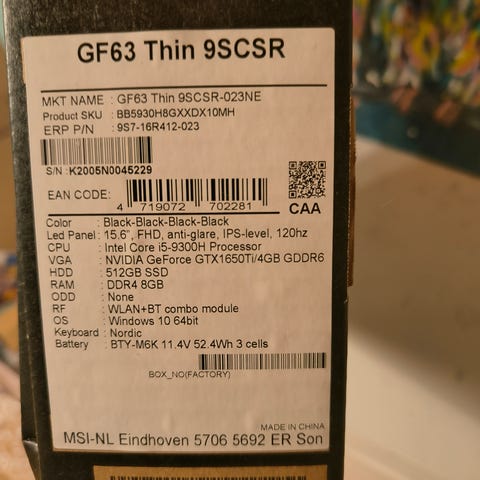 GF63 Thin 9SCSR
MKT NAME : GF63 Thin 9SCSR-023NE
Product SKU : BB5930H8GXXDX10MH
ERP P/N : 9S7-16R412-023
S/N : K2005N0045229
EAN CODE: 4 719072 702281
CAA
Color : Black-Black-Black-Black
Led Panel : 15.6", FHD, anti-glare, IPS-level, 120hz
CPU : Intel Core i5-9300H Processor
VGA : NVIDIA GeForce GTX1650Ti/4GB GDDR6
HDD : 512GB SSD
RAM : DDR4 8GB
ODD : None
RF : WLAN+BT combo module
OS : Windows 10 64bit
Keyboard : Nordic
Battery : BTY-M6K 11.4V 52.4Wh 3 cells
BOX_NO(FACTORY)
MADE IN CHINA
MSI-NL Eindhoven 5706 5692 ER Son